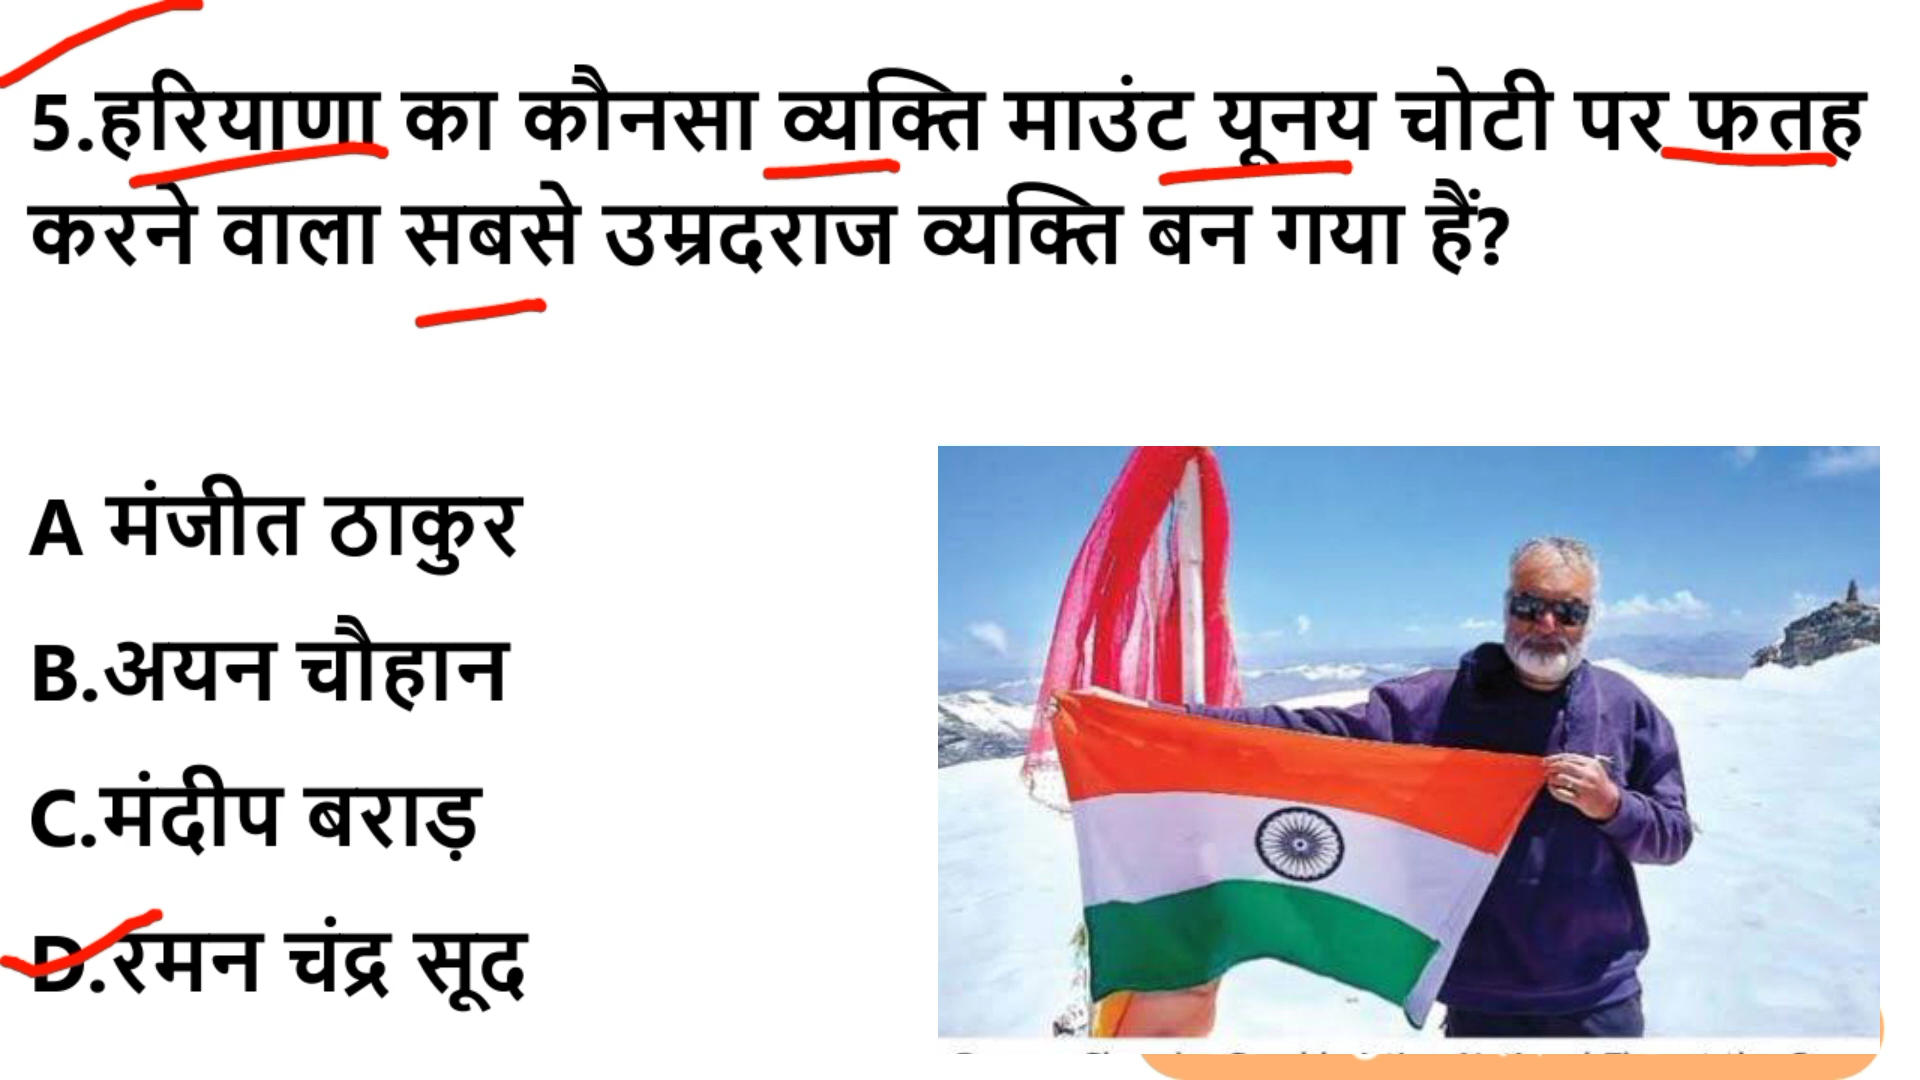 5.हरियाणा का कौनसा व्यक्ति माउंट यूनय चोटी पर फतह
करने वाला सबसे उम्रदराज व्यक्ति बन गया हैं?
A मंजीत ठाकुर
B.अयन चौहान
C.मंदीप बराड़
D.रमन चंद्र सूद